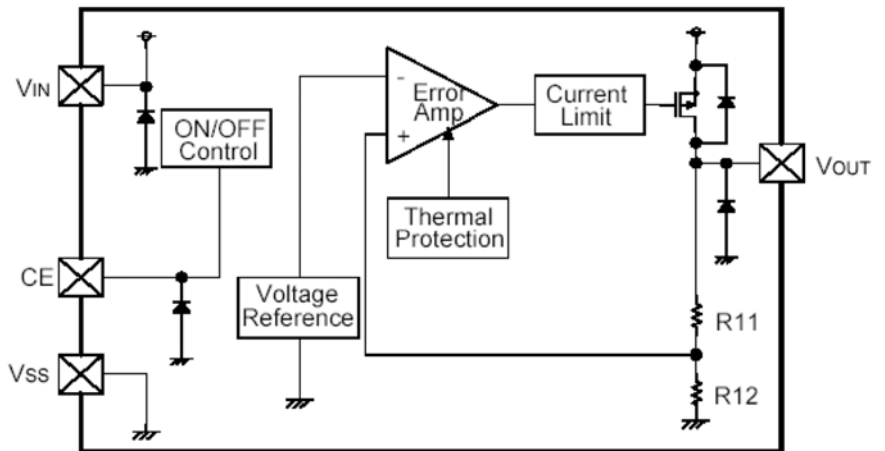 VIN
ON/OFF
Control
CE
VSS
-
Error
Amp
+
Current
Limit
Thermal
Protection
Voltage
Reference
VOUT
R11
R12